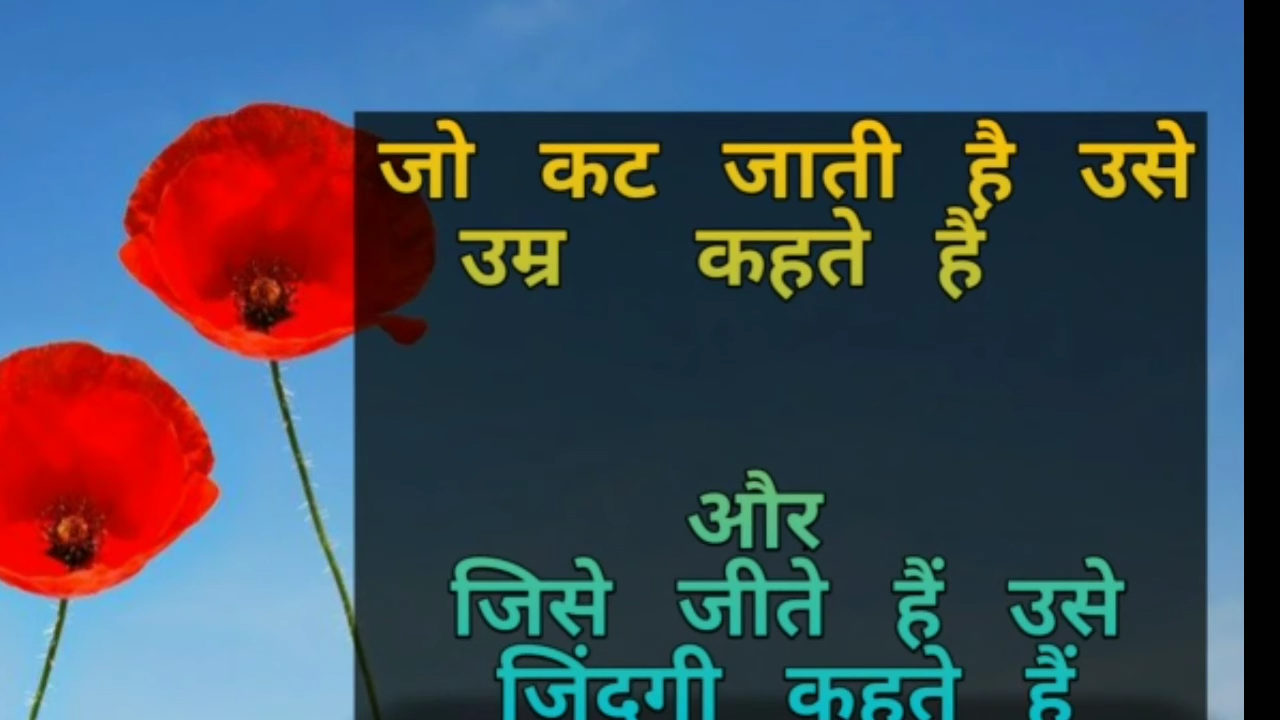 जो कट जाती है उसे
उम्र कहते हैं
और
जिसे जीते हैं उसे
जिंदगी कहते हैं